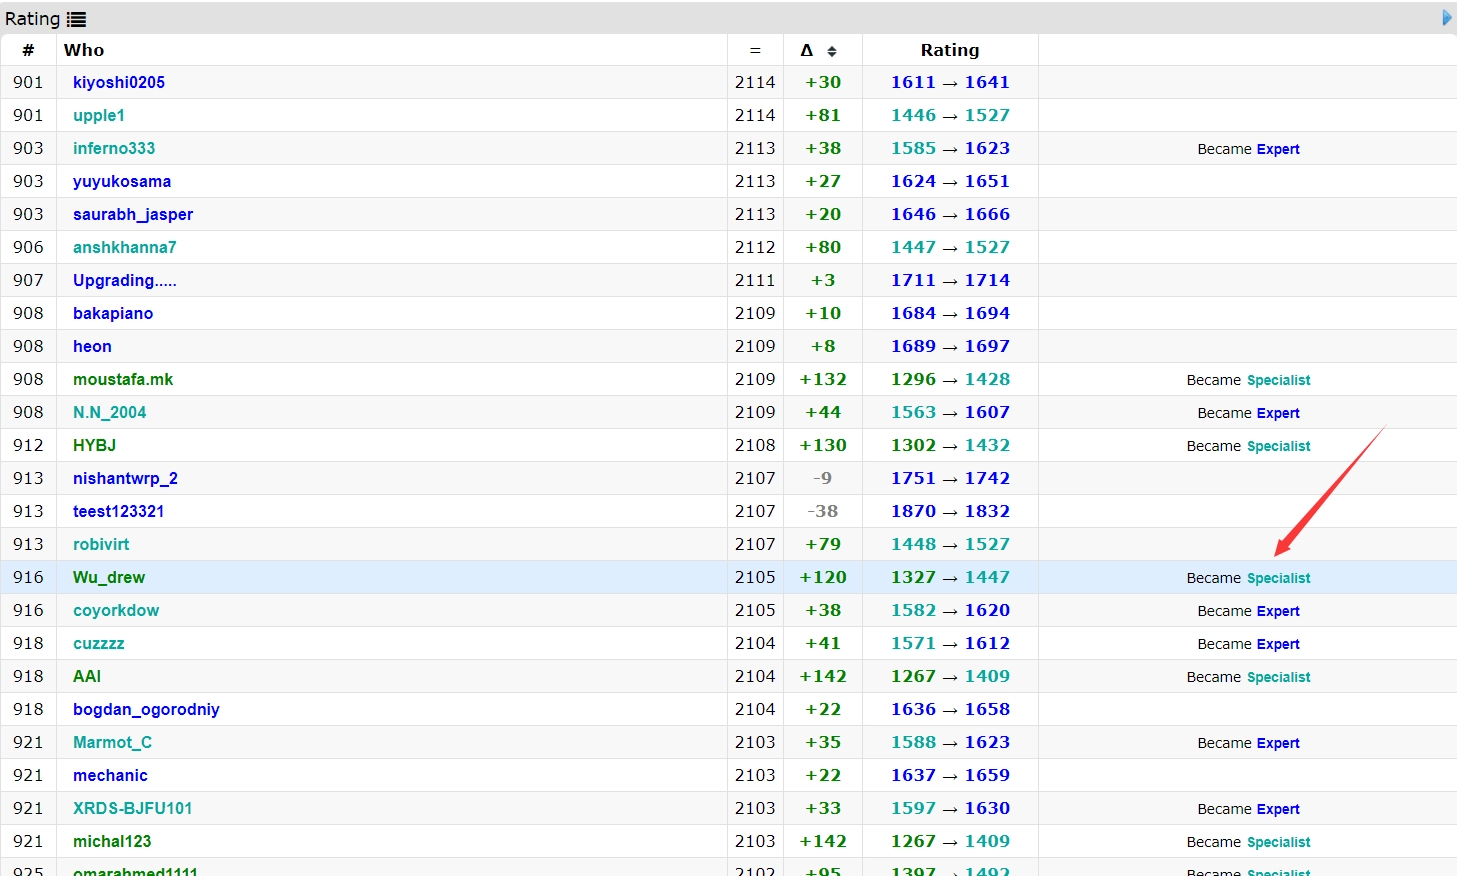 Rating
# Who = Δ Rating
901 kiyoshi0205 2114 +30 1611 → 1641
901 upple1 2114 +81 1446 → 1527
903 inferno333 2113 +38 1585 → 1623 Became Expert
903 yuyukosama 2113 +27 1624 → 1651
903 saurabh_jasper 2113 +20 1646 → 1666
906 anshkhanna7 2112 +80 1447 → 1527
907 Upgrading..... 2111 +3 1711 → 1714
908 bakapiano 2109 +10 1684 → 1694
908 heon 2109 +8 1689 → 1697
908 moustafa.mk 2109 +132 1296 → 1428 Became Specialist
908 N.N_2004 2109 +44 1563 → 1607 Became Expert
912 HYBJ 2108 +130 1302 → 1432 Became Specialist
913 nishantwrp_2 2107 -9 1751 → 1742
913 teest123321 2107 -38 1870 → 1832
913 robivirt 2107 +79 1448 → 1527
916 Wu_drew 2105 +120 1327 → 1447 Became Specialist
916 coyorkdow 2105 +38 1582 → 1620 Became Expert
918 cuzzzz 2104 +41 1571 → 1612 Became Expert
918 AAI 2104 +142 1267 → 1409 Became Specialist
918 bogdan_ogorodniy 2104 +22 1636 → 1658
921 Marmot_C 2103 +35 1588 → 1623 Became Expert
921 mechanic 2103 +22 1637 → 1659
921 XRDS-BJFU101 2103 +33 1597 → 1630 Became Expert
921 michal123 2103 +142 1267 → 1409 Became Specialist
925 omarahmed1111 2102 +95 1397 → 1492 Became Specialist